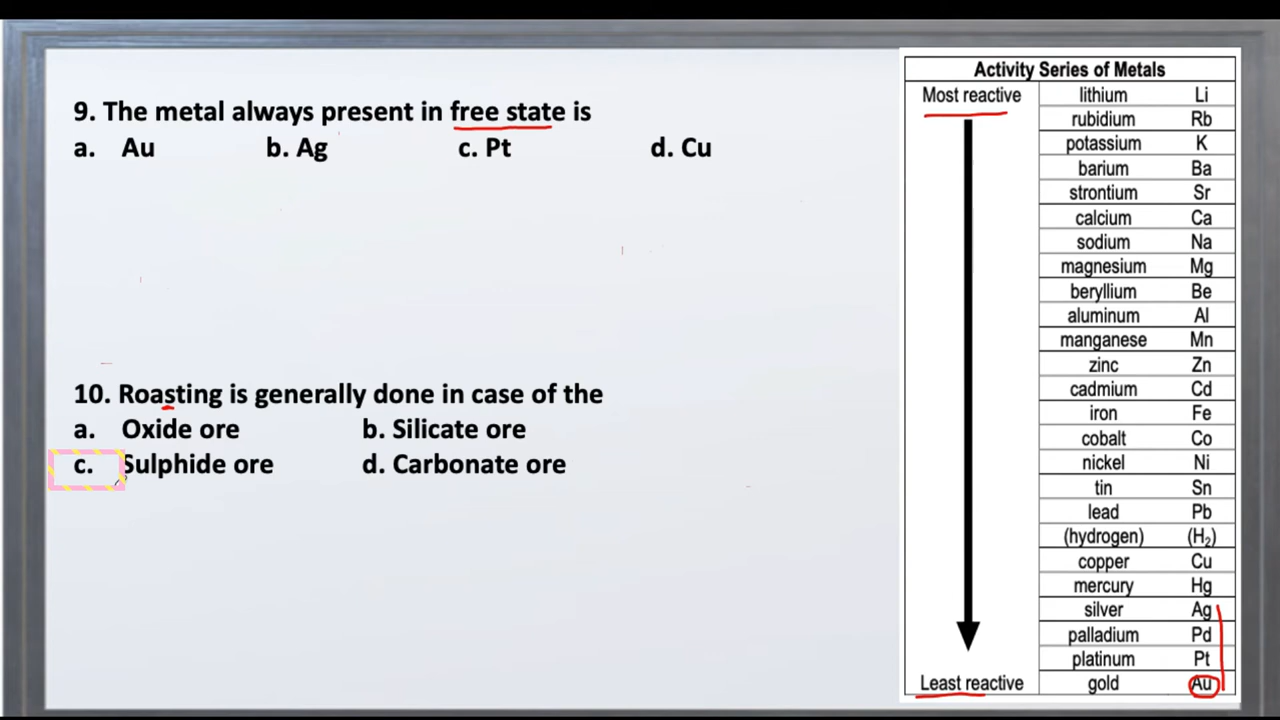 9. The metal always present in free state is
a. Au b. Ag c. Pt d. Cu
10. Roasting is generally done in case of the
a. Oxide ore b. Silicate ore
c. Sulphide ore d. Carbonate ore
Activity Series of Metals
Most reactive lithium Li
rubidium Rb
potassium K
barium Ba
strontium Sr
calcium Ca
sodium Na
magnesium Mg
beryllium Be
aluminum Al
manganese Mn
zinc Zn
cadmium Cd
iron Fe
cobalt Co
nickel Ni
tin Sn
lead Pb
(hydrogen) (H₂)
copper Cu
mercury Hg
silver Ag
palladium Pd
platinum Pt
Least reactive gold Au